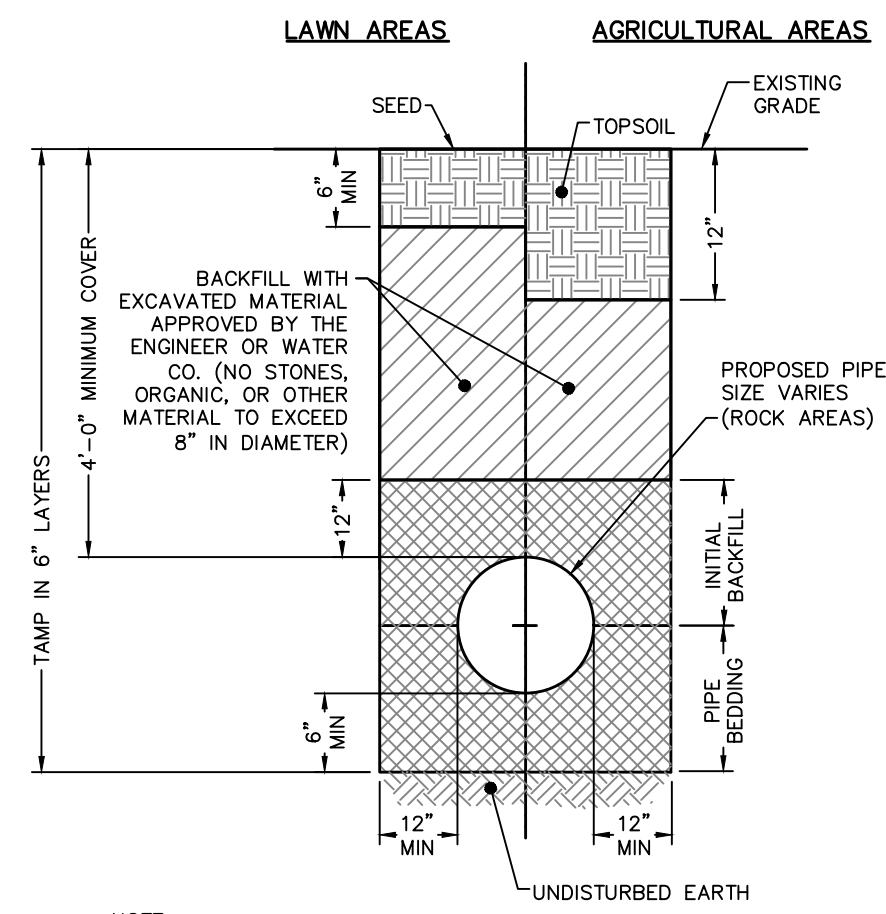 LAWN AREAS
AGRICULTURAL AREAS
EXISTING
GRADE
SEED
TOPSOIL
6"
MIN
12"
4'-0" MINIMUM COVER
TAMP IN 6" LAYERS
BACKFILL WITH
EXCAVATED MATERIAL
APPROVED BY THE
ENGINEER OR WATER
CO. (NO STONES,
ORGANIC, OR OTHER
MATERIAL TO EXCEED
8" IN DIAMETER)
PROPOSED PIPE
SIZE VARIES
(ROCK AREAS)
12"
INITIAL
BACKFILL
PIPE
BEDDING
6"
MIN
12"
MIN
12"
MIN
UNDISTURBED EARTH